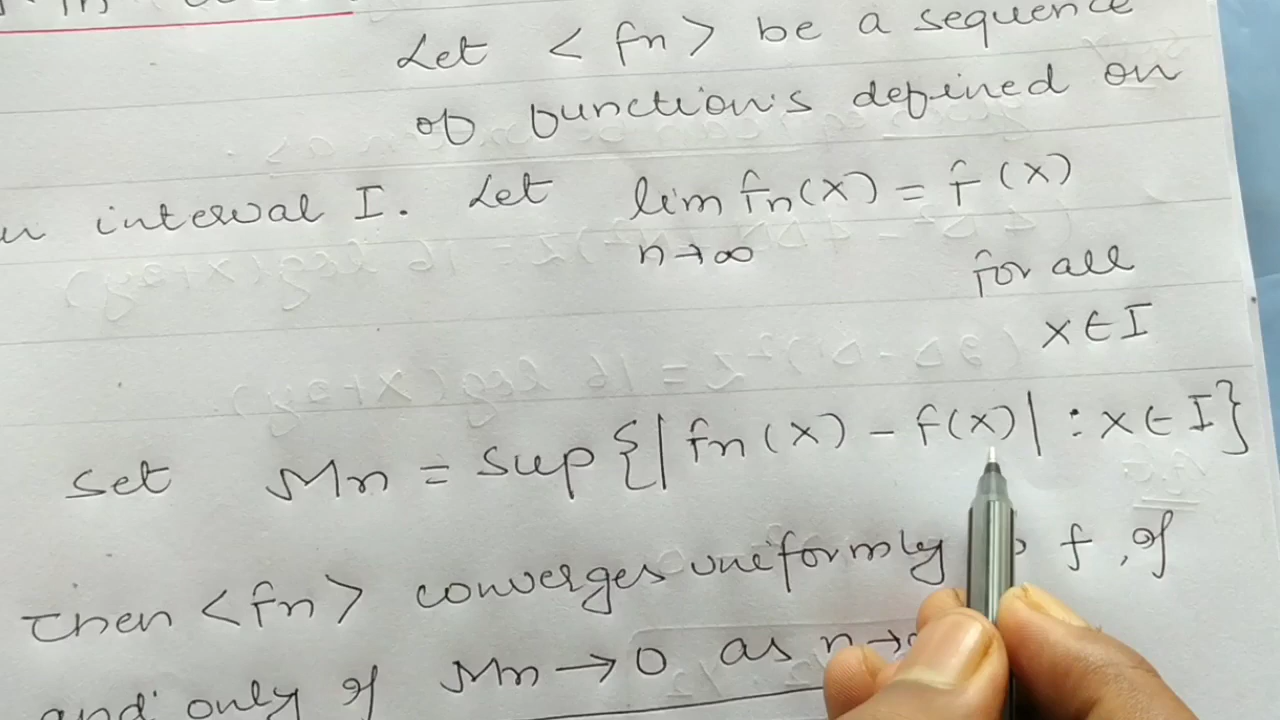 Let < fn > be a sequence
of functions defined on
an interval I. Let lim fn(x) = f(x)
n→∞ for all
x∈I
Set Mn = Sup{|fn(x) - f(x)| : x∈I}
then <fn> converges uniformly f, if
and only if Mn→0 as n→